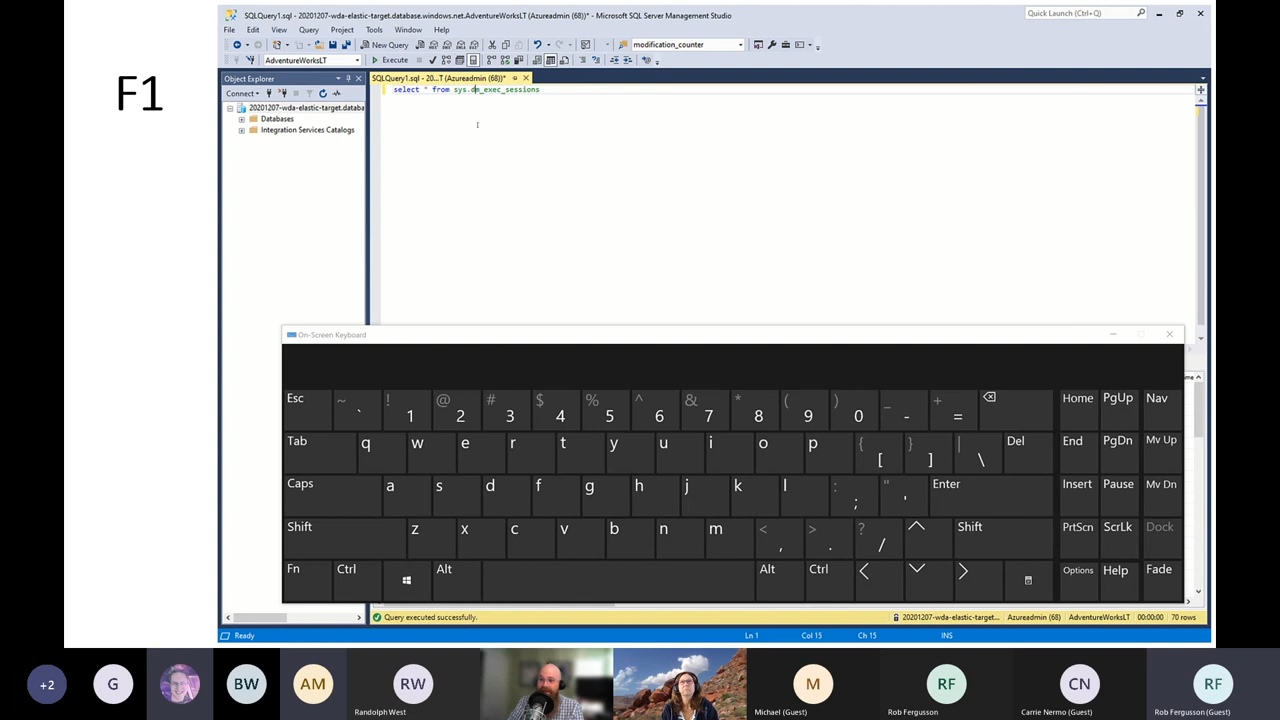 F1
SQLQuery1.sql - 20201207-wda-elastic-target.database.windows.net.AdventureWorksLT (Azureadmin (68))* - Microsoft SQL Server Management Studio
Quick Launch (Ctrl+Q)
File Edit View Query Project Tools Window Help
New Query modification_counter
AdventureWorksLT Execute
Object Explorer
SQLQuery1.sql - 20...T (Azureadmin (68))*
Connect
select * from sys.dm_exec_sessions
20201207-wda-elastic-target.databa
Databases
Integration Services Catalogs
On-Screen Keyboard
Esc ~ ` ! 1 @ 2 # 3 $ 4 % 5 ^ 6 & 7 * 8 ( 9 ) 0 _ - + = Home PgUp Nav
Tab q w e r t y u i o p { [ } ] | \ Del End PgDn Mv Up
Caps a s d f g h j k l : ; " ' Enter Insert Pause Mv Dn
Shift z x c v b n m < , > . ? / Shift PrtScn ScrLk Dock
Fn Ctrl Alt Alt Ctrl Options Help Fade
Query executed successfully. 20201207-wda-elastic-target... Azureadmin (68) AdventureWorksLT 00:00:00 70 rows
Ready Ln 1 Col 15 Ch 15 INS
+2 G BW AM RW M RF CN RF
Randolph West Michael (Guest) Rob Fergusson Carrie Nermo (Guest) Rob Fergusson (Guest)